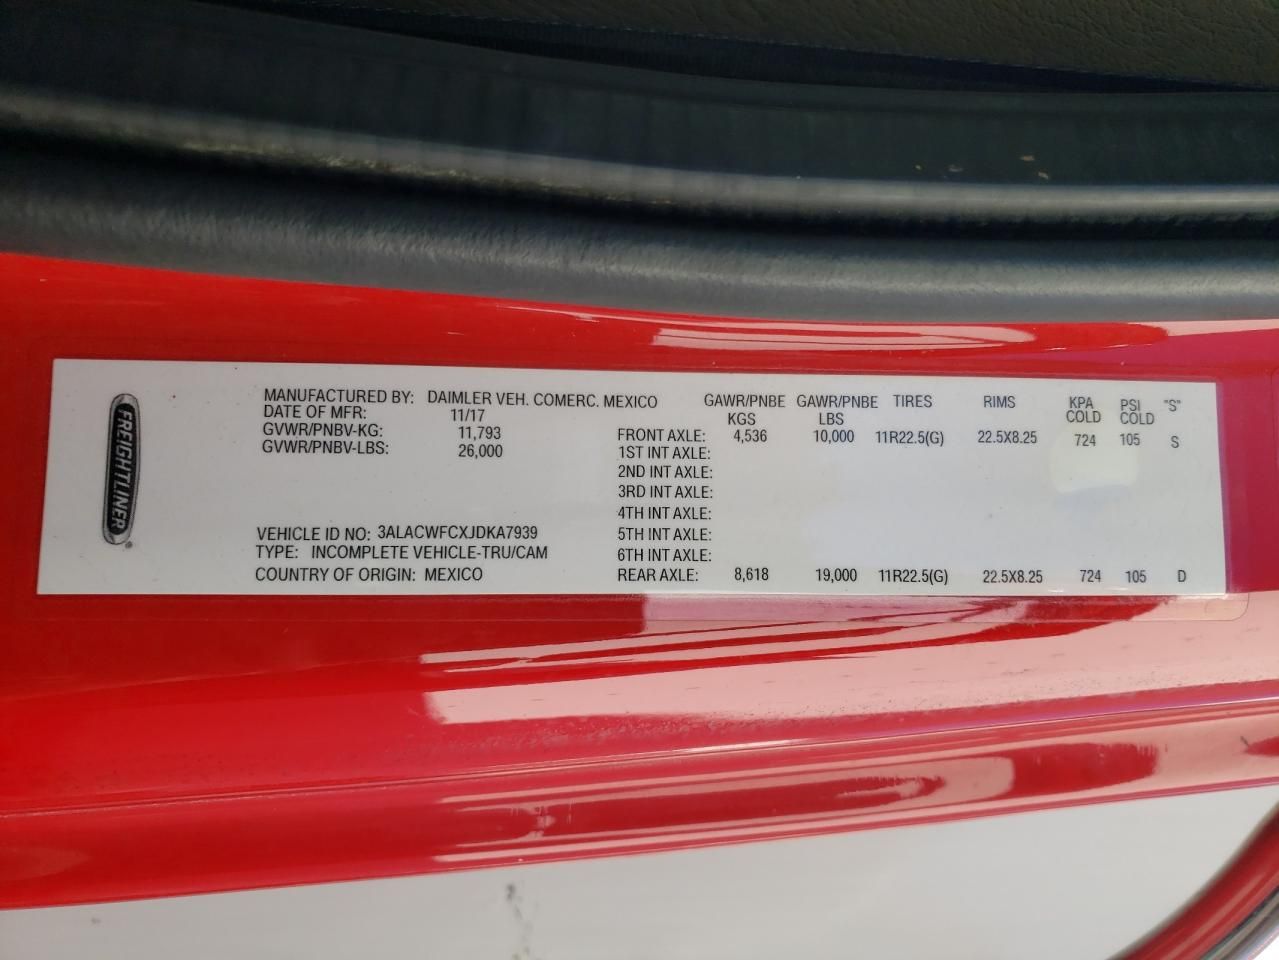 FREIGHTLINER®
MANUFACTURED BY: DAIMLER VEH. COMERC. MEXICO
DATE OF MFR: 11/17
GVWR/PNBV-KG: 11,793
GVWR/PNBV-LBS: 26,000
VEHICLE ID NO: 3ALACWFCXJDKA7939
TYPE: INCOMPLETE VEHICLE-TRU/CAM
COUNTRY OF ORIGIN: MEXICO
GAWR/PNBE KGS GAWR/PNBE LBS TIRES RIMS KPA COLD PSI COLD "S"
FRONT AXLE: 4,536 10,000 11R22.5(G) 22.5X8.25 724 105 S
1ST INT AXLE:
2ND INT AXLE:
3RD INT AXLE:
4TH INT AXLE:
5TH INT AXLE:
6TH INT AXLE:
REAR AXLE: 8,618 19,000 11R22.5(G) 22.5X8.25 724 105 D